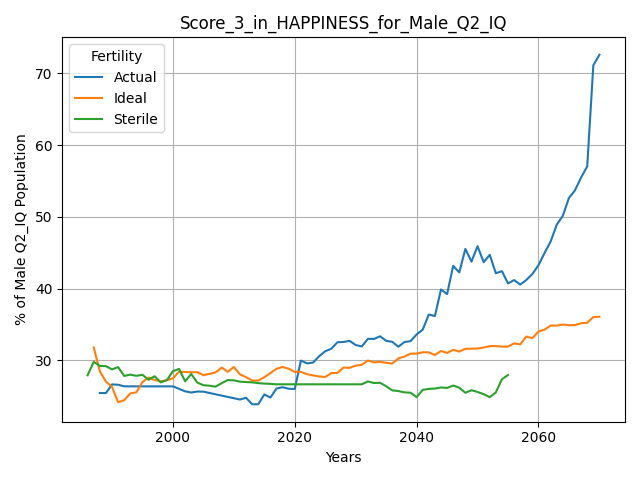 Score_3_in_HAPPINESS_for_Male_Q2_IQ
Fertility
Actual
Ideal
Sterile
% of Male Q2_IQ Population
70
60
50
40
30
2000
2020
2040
2060
Years